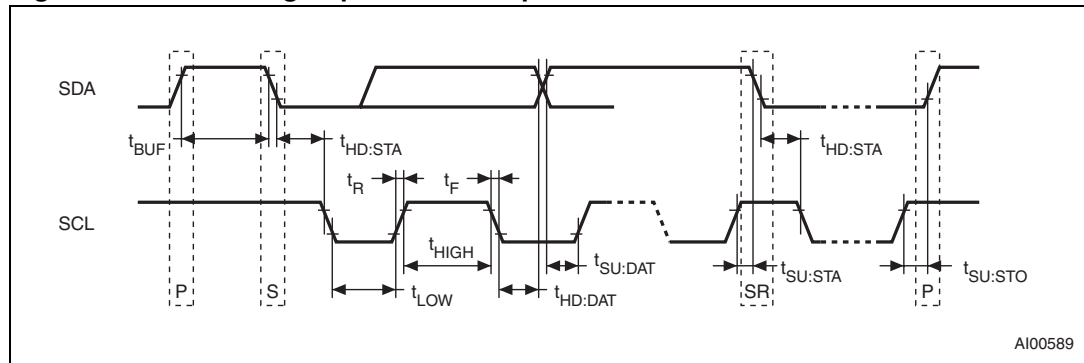 SDA
tBUF
tHD:STA
tHD:STA
tR
tF
SCL
tHIGH
tSU:DAT
tSU:STA
tSU:STO
tLOW
tHD:DAT
P
S
SR
P
AI00589